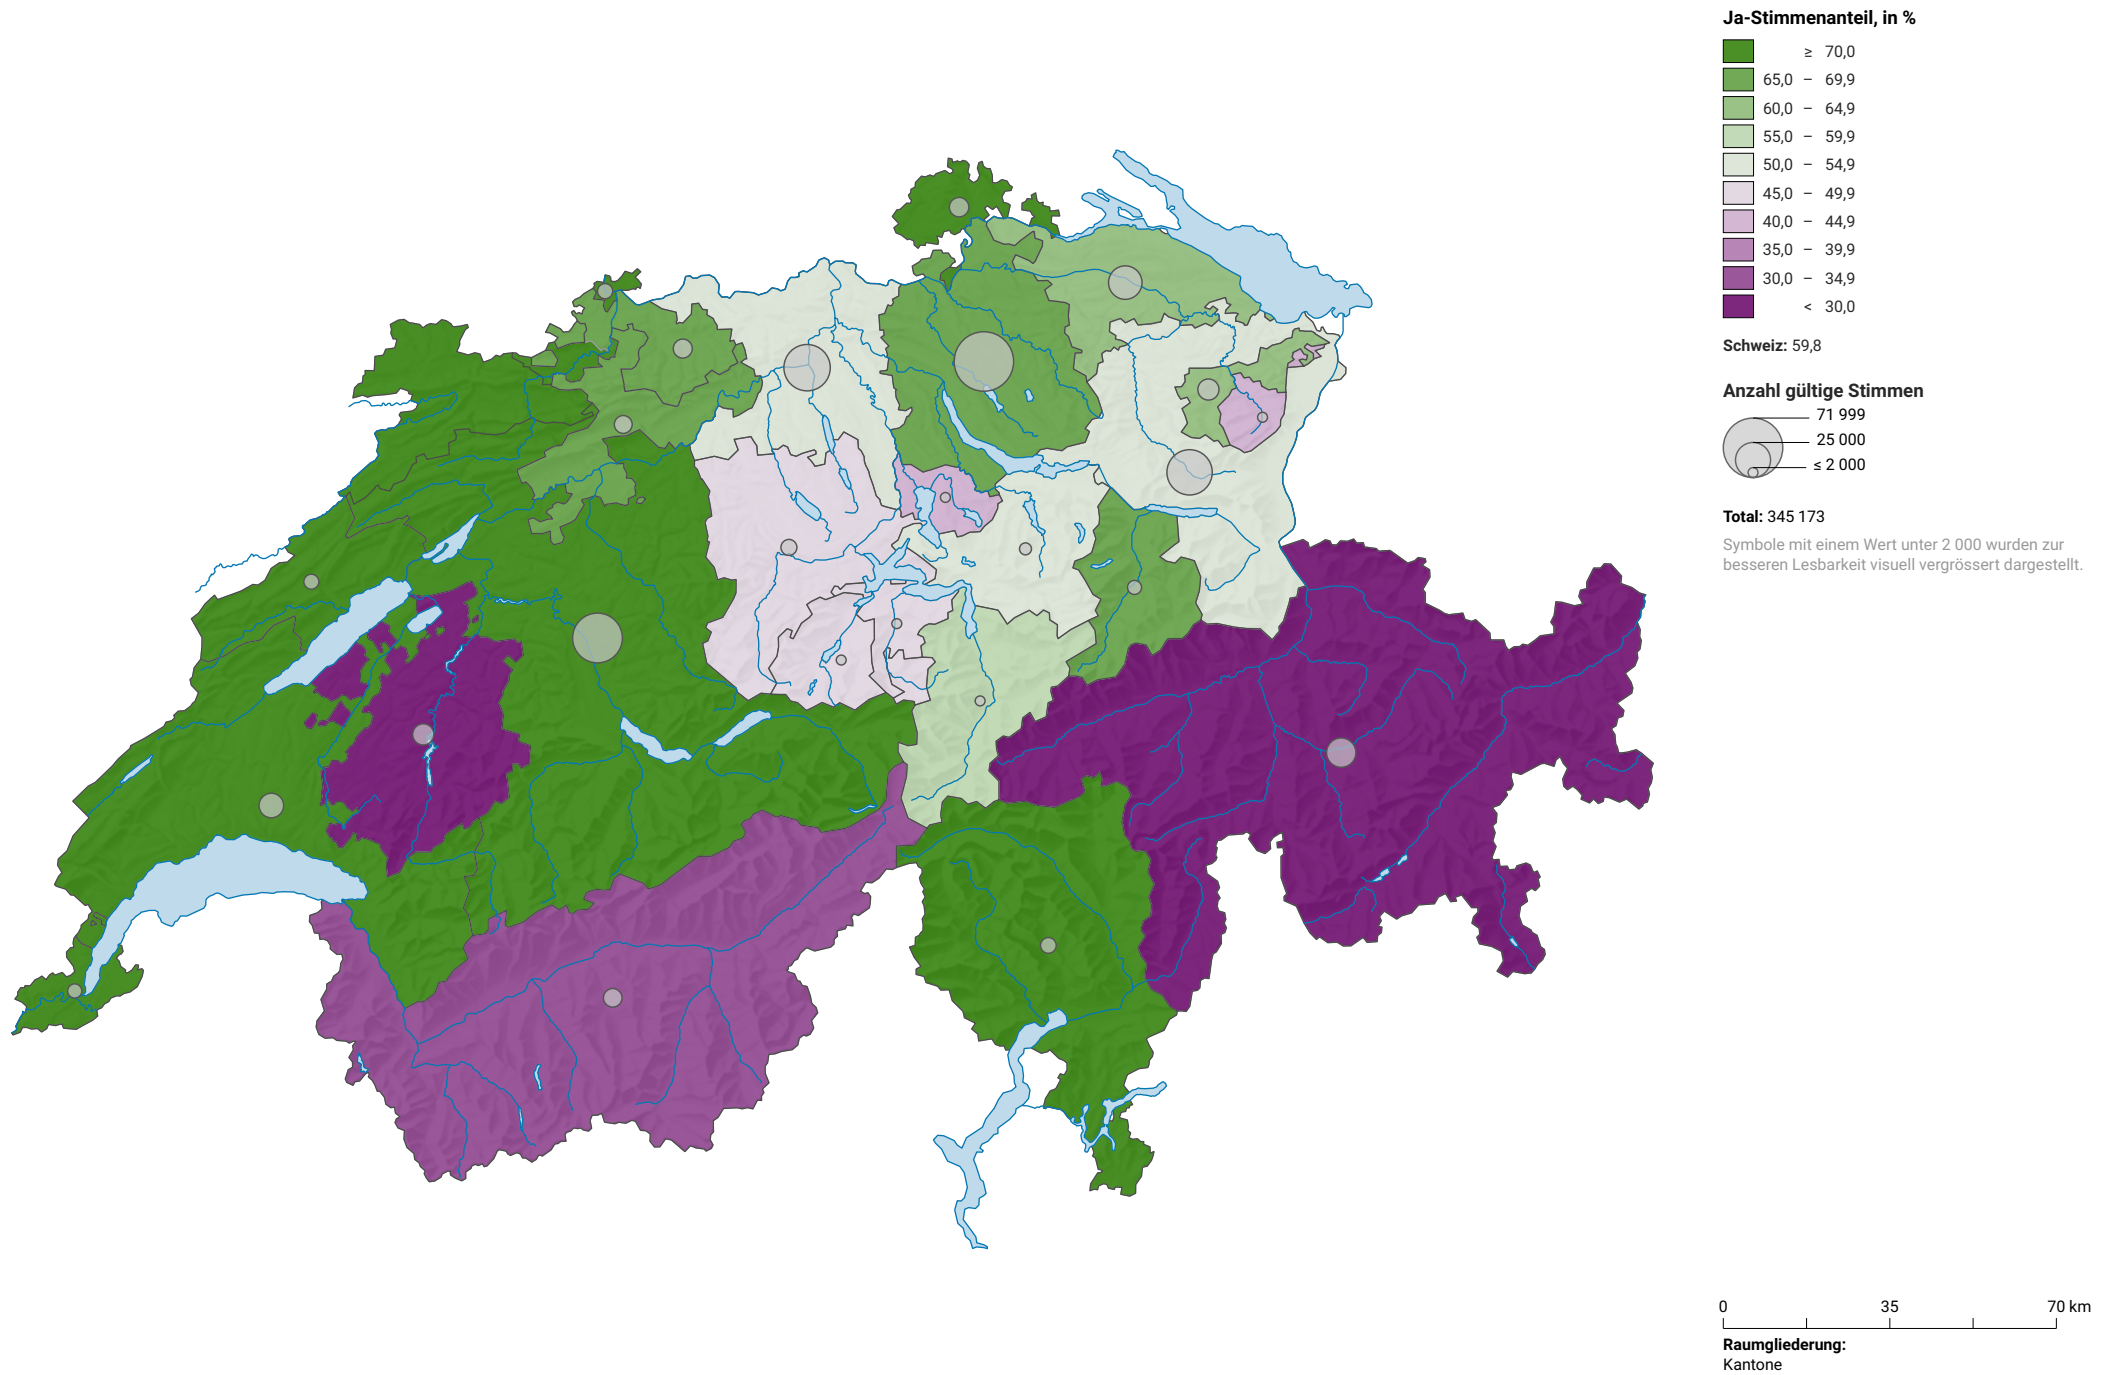 Ja-Stimmenanteil, in %
≥ 70,0
65,0 – 69,9
60,0 – 64,9
55,0 – 59,9
50,0 – 54,9
45,0 – 49,9
40,0 – 44,9
35,0 – 39,9
30,0 – 34,9
< 30,0
Schweiz: 59,8
Anzahl gültige Stimmen
71 999
25 000
≤ 2 000
Total: 345 173
Symbole mit einem Wert unter 2 000 wurden zur
besseren Lesbarkeit visuell vergrössert dargestellt.
0 35 70 km
Raumgliederung:
Kantone